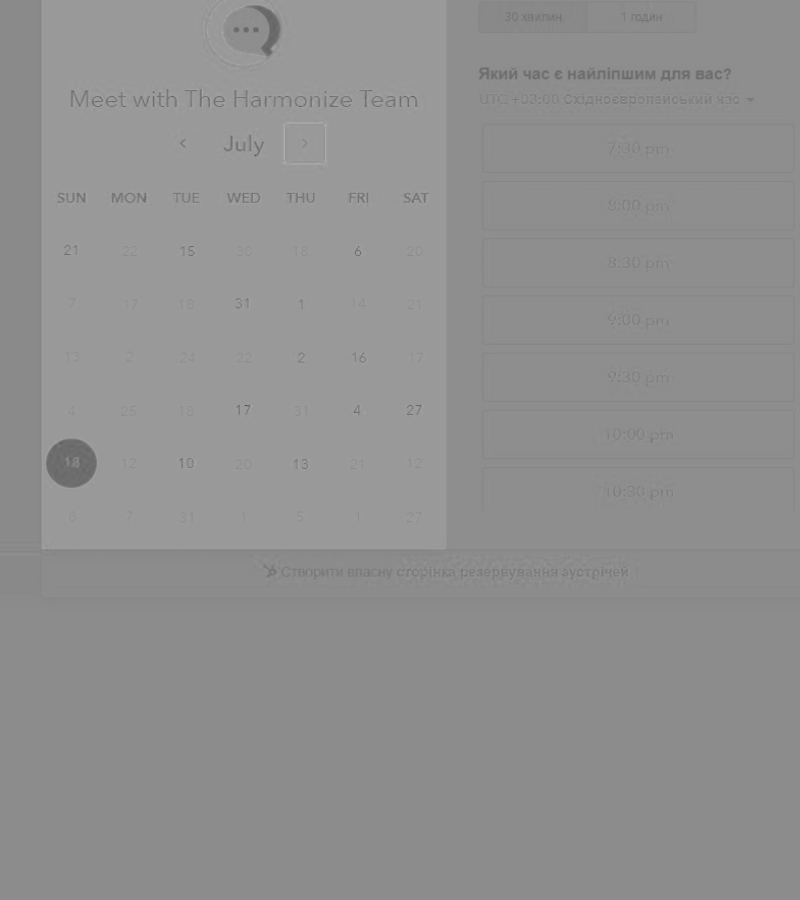 30 хвилин 1 годин
Який час є найліпшим для вас?
UTC +03:00 Східноєвропейський час
Meet with The Harmonize Team
July
SUN MON TUE WED THU FRI SAT
21 22 15 30 18 6 20
7 17 18 31 1 14 21
13 2 24 22 2 16 17
4 25 18 17 31 4 27
18 12 10 20 13 21 12
6 7 31 1 5 1 27
7:30 pm
8:00 pm
8:30 pm
9:00 pm
9:30 pm
10:00 pm
10:30 pm
Створити власну сторінка резервування зустрічей